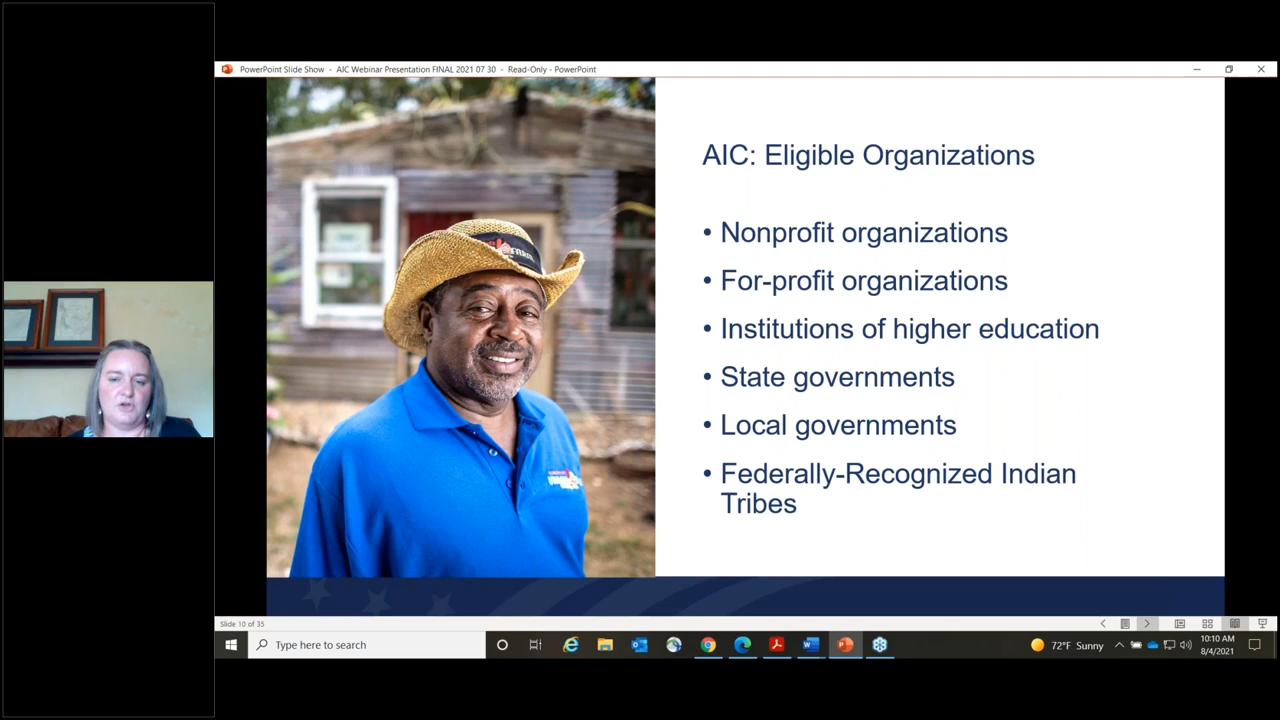 PowerPoint Slide Show - AIC Webinar Presentation FINAL 2021 07 30 - Read-Only - PowerPoint
AIC: Eligible Organizations
• Nonprofit organizations
• For-profit organizations
• Institutions of higher education
• State governments
• Local governments
• Federally-Recognized Indian
Tribes
Slide 10 of 35
Type here to search
72°F Sunny
10:10 AM
8/4/2021